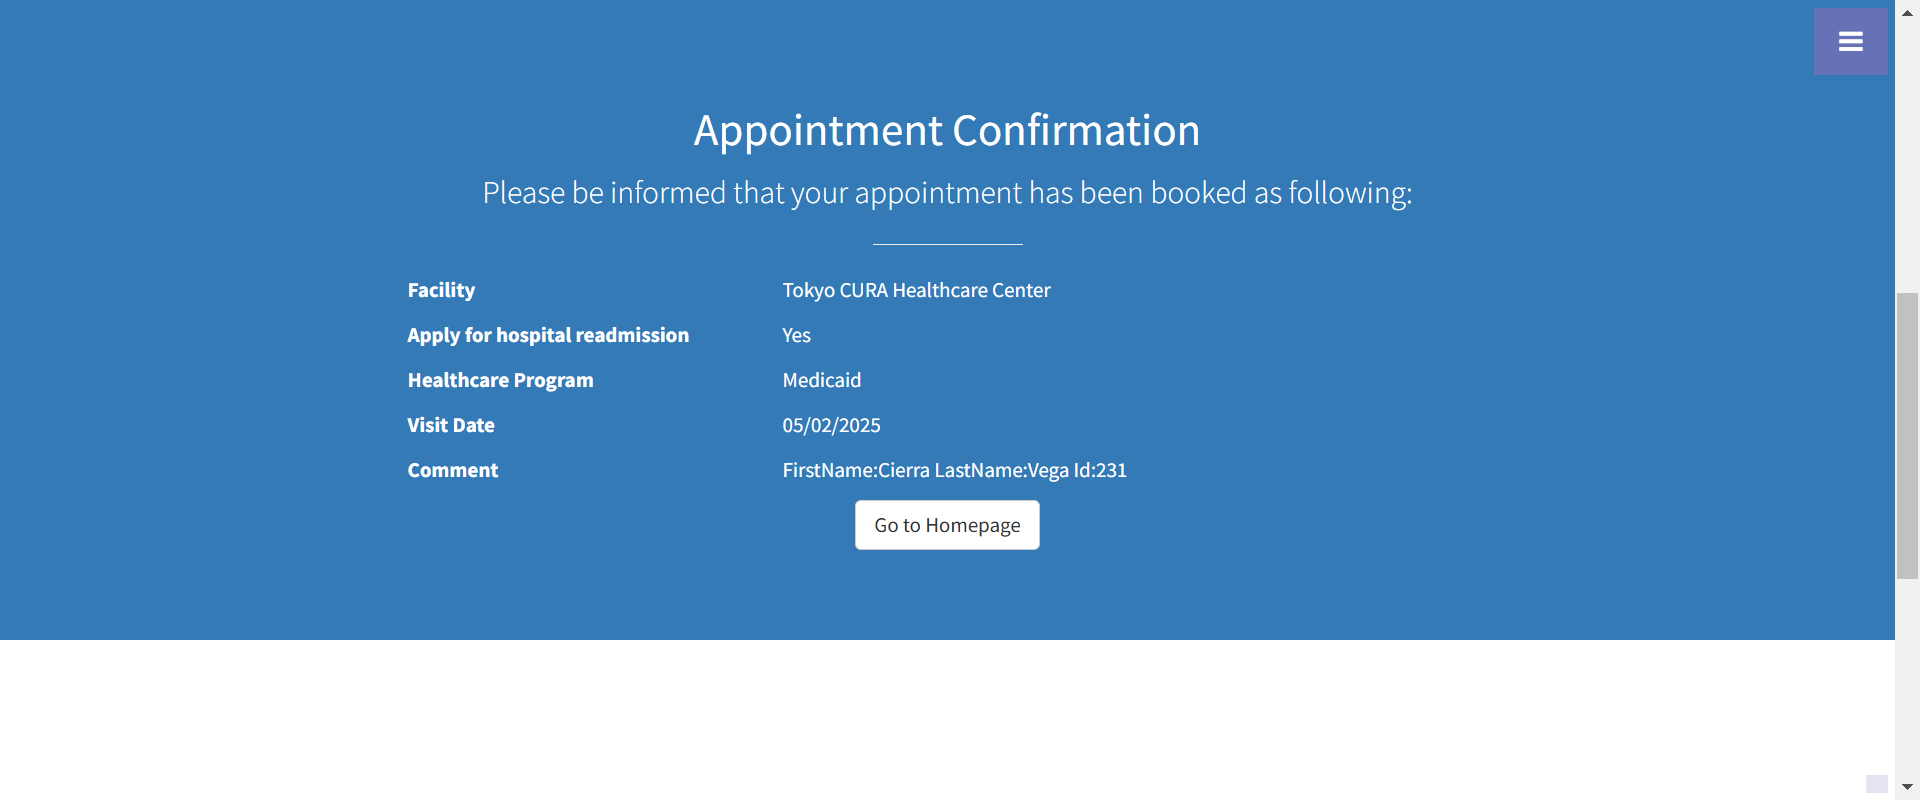 Appointment Confirmation
Please be informed that your appointment has been booked as following:
Facility Tokyo CURA Healthcare Center
Apply for hospital readmission Yes
Healthcare Program Medicaid
Visit Date 05/02/2025
Comment FirstName:Cierra LastName:Vega Id:231
Go to Homepage